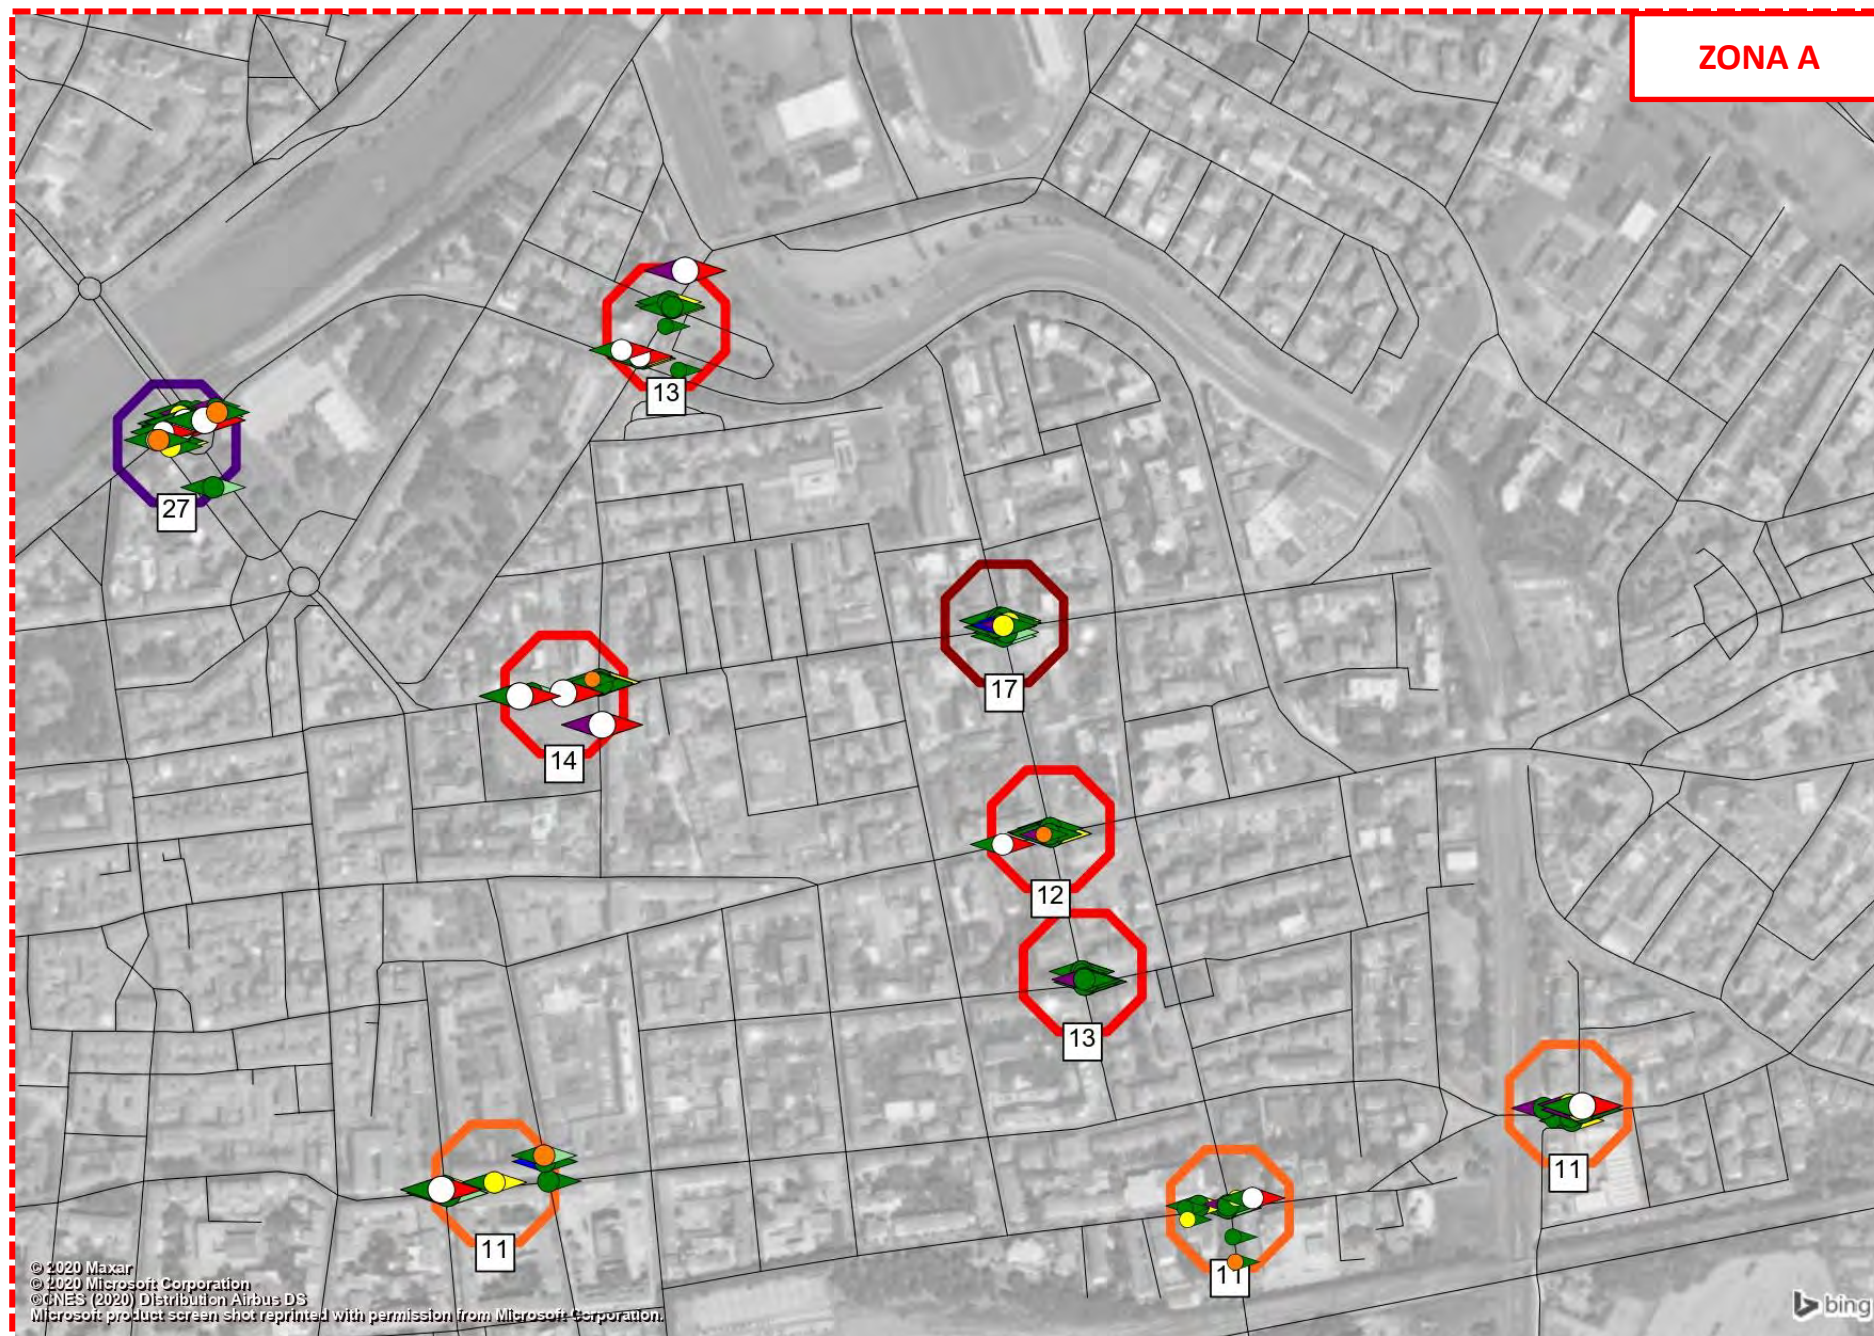 ZONA A
13
27
17
14
12
13
11
11
11
© 2020 Maxar
© 2020 Microsoft Corporation
©CNES (2020) Distribution Airbus DS
Microsoft product screen shot reprinted with permission from Microsoft Corporation.
bing